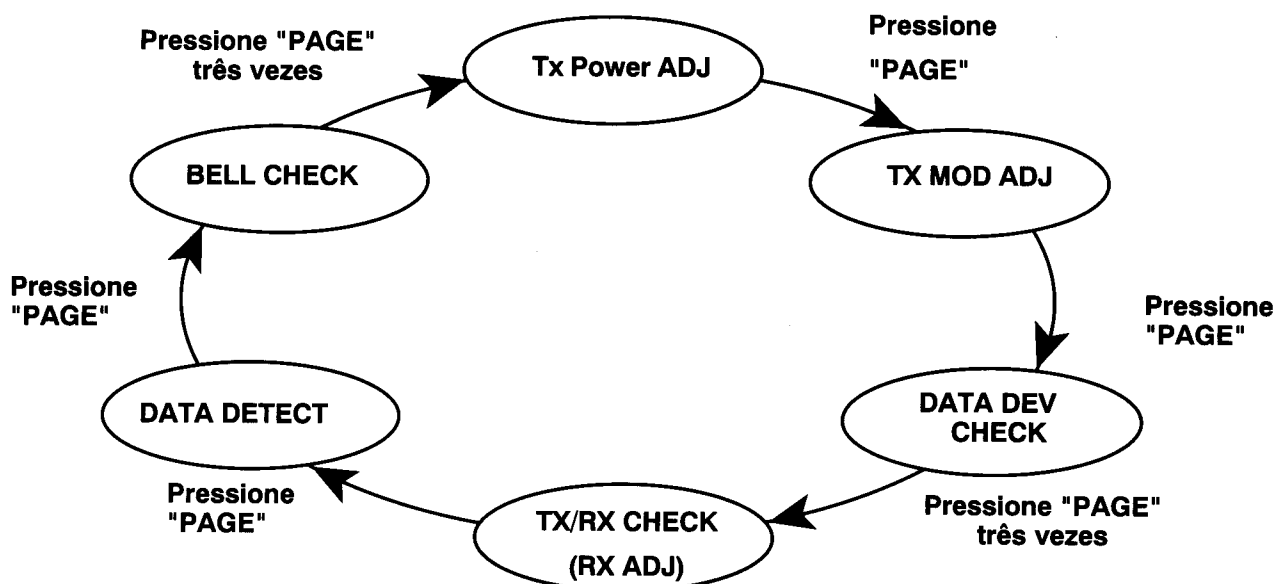 Pressione "PAGE"
três vezes
Tx Power ADJ
Pressione
"PAGE"
BELL CHECK
TX MOD ADJ
Pressione
"PAGE"
Pressione
"PAGE"
DATA DETECT
DATA DEV
CHECK
Pressione
"PAGE"
TX/RX CHECK
(RX ADJ)
Pressione "PAGE"
três vezes